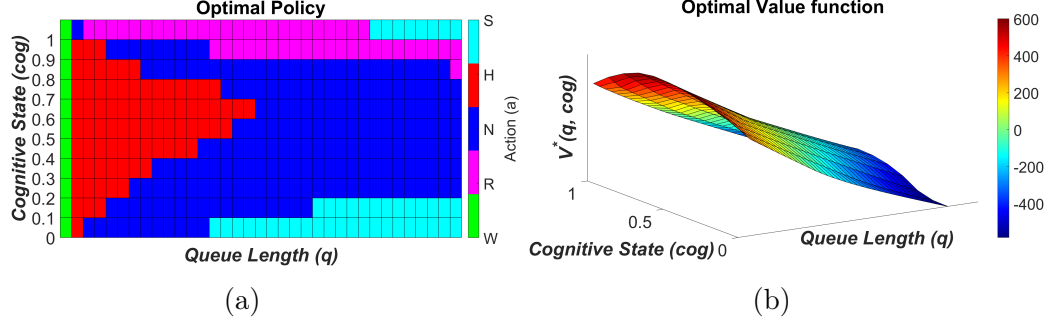 Optimal Policy
Cognitive State (cog)
1
0.9
0.8
0.7
0.6
0.5
0.4
0.3
0.2
0.1
0
Queue Length (q)
S
H
N
R
W
Action (a)
(a)
Optimal Value function
V*(q, cog)
1
0.5
0
Cognitive State (cog)
Queue Length (q)
600
400
200
0
-200
-400
(b)